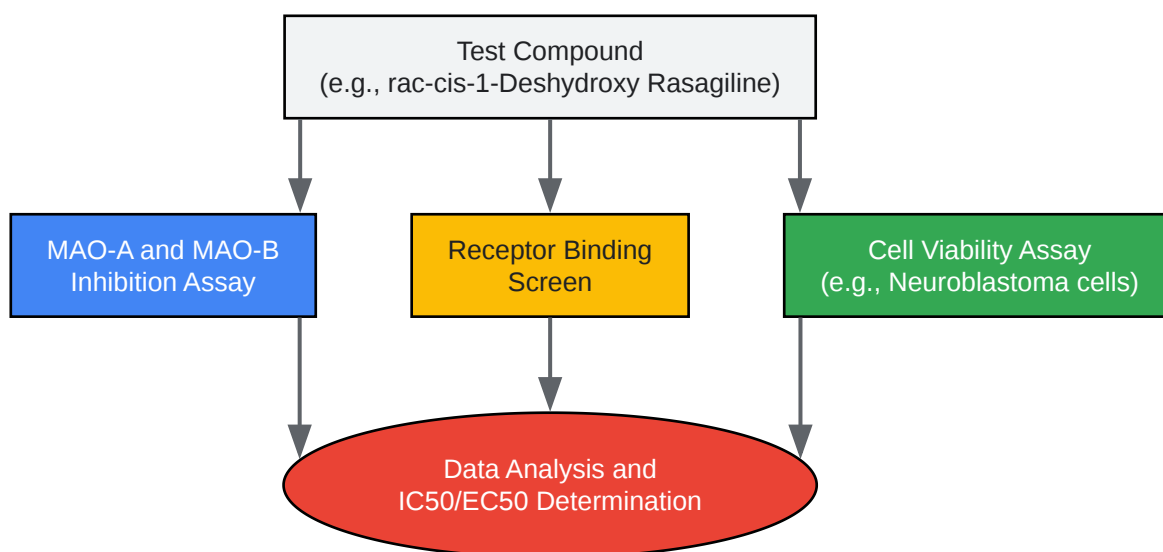 Test Compound
(e.g., rac-cis-1-Deshydroxy Rasagiline)
MAO-A and MAO-B
Inhibition Assay
Receptor Binding
Screen
Cell Viability Assay
(e.g., Neuroblastoma cells)
Data Analysis and
IC50/EC50 Determination